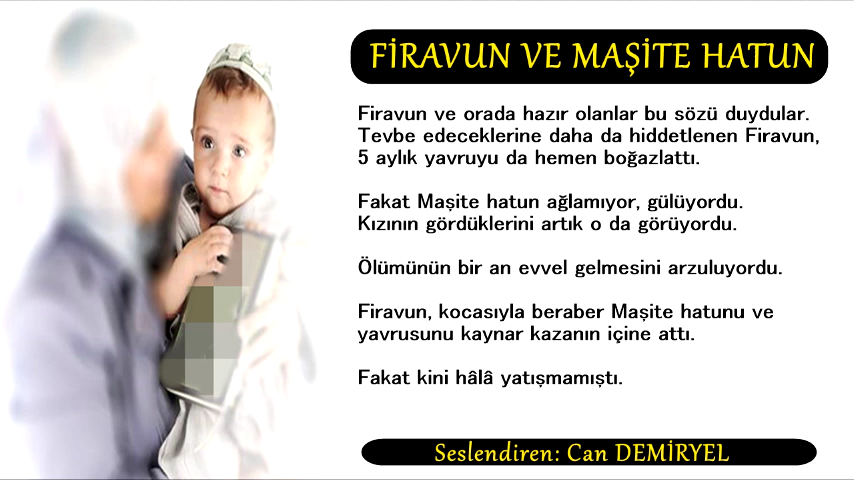 FİRAVUN VE MAŞİTE HATUN
Firavun ve orada hazır olanlar bu sözü duydular.
Tevbe edeceklerine daha da hiddetlenen Firavun,
5 aylık yavruyu da hemen boğazlattı.
Fakat Maşite hatun ağlamıyor, gülüyordu.
Kızının gördüklerini artık o da görüyordu.
Ölümünün bir an evvel gelmesini arzuluyordu.
Firavun, kocasıyla beraber Maşite hatunu ve
yavrusunu kaynar kazanın içine attı.
Fakat kini hâlâ yatışmamıştı.
Seslendiren: Can DEMİRYEL